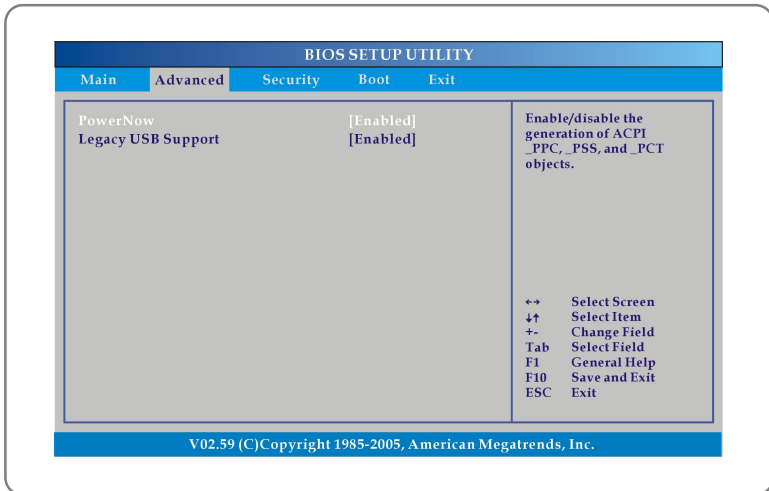 BIOS SETUP UTILITY
Main Advanced Security Boot Exit
PowerNow [Enabled]
Legacy USB Support [Enabled]
Enable/disable the
generation of ACPI
_PPC, _PSS, and _PCT
objects.
←→ Select Screen
↓↑ Select Item
+- Change Field
Tab Select Field
F1 General Help
F10 Save and Exit
ESC Exit
V02.59 (C)Copyright 1985-2005, American Megatrends, Inc.